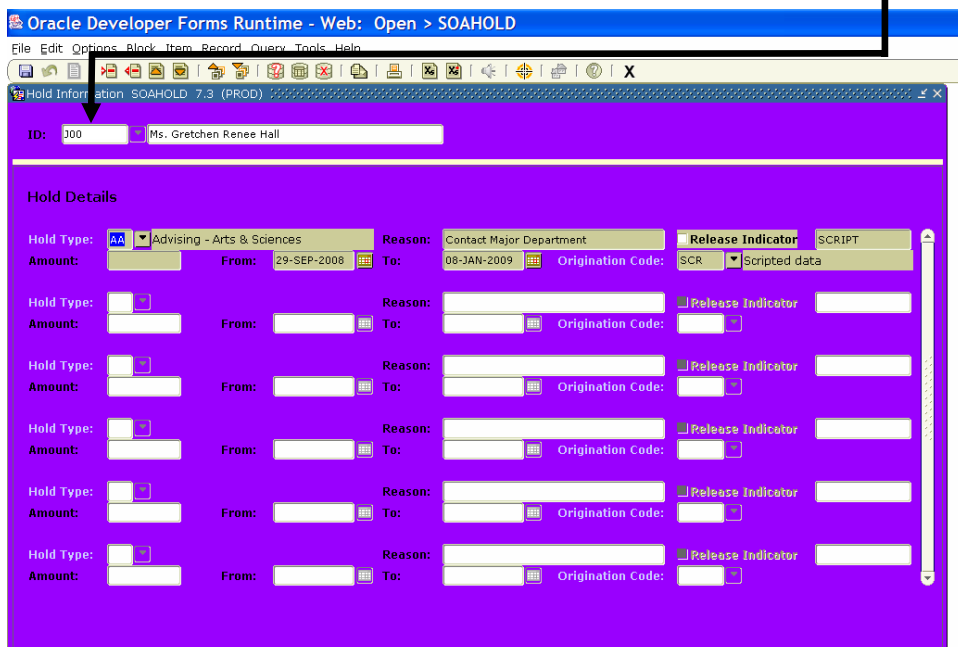 Oracle Developer Forms Runtime - Web: Open > SOAHOLD
File Edit Options Block Item Record Query Tools Help
X
Hold Information SOAHOLD 7.3 (PROD)
ID: J00 Ms. Gretchen Renee Hall
Hold Details
Hold Type: AA Advising - Arts & Sciences Reason: Contact Major Department Release Indicator SCRIPT
Amount: From: 29-SEP-2008 To: 08-JAN-2009 Origination Code: SCR Scripted data
Hold Type: Reason: Release Indicator
Amount: From: To: Origination Code:
Hold Type: Reason: Release Indicator
Amount: From: To: Origination Code:
Hold Type: Reason: Release Indicator
Amount: From: To: Origination Code:
Hold Type: Reason: Release Indicator
Amount: From: To: Origination Code:
Hold Type: Reason: Release Indicator
Amount: From: To: Origination Code: